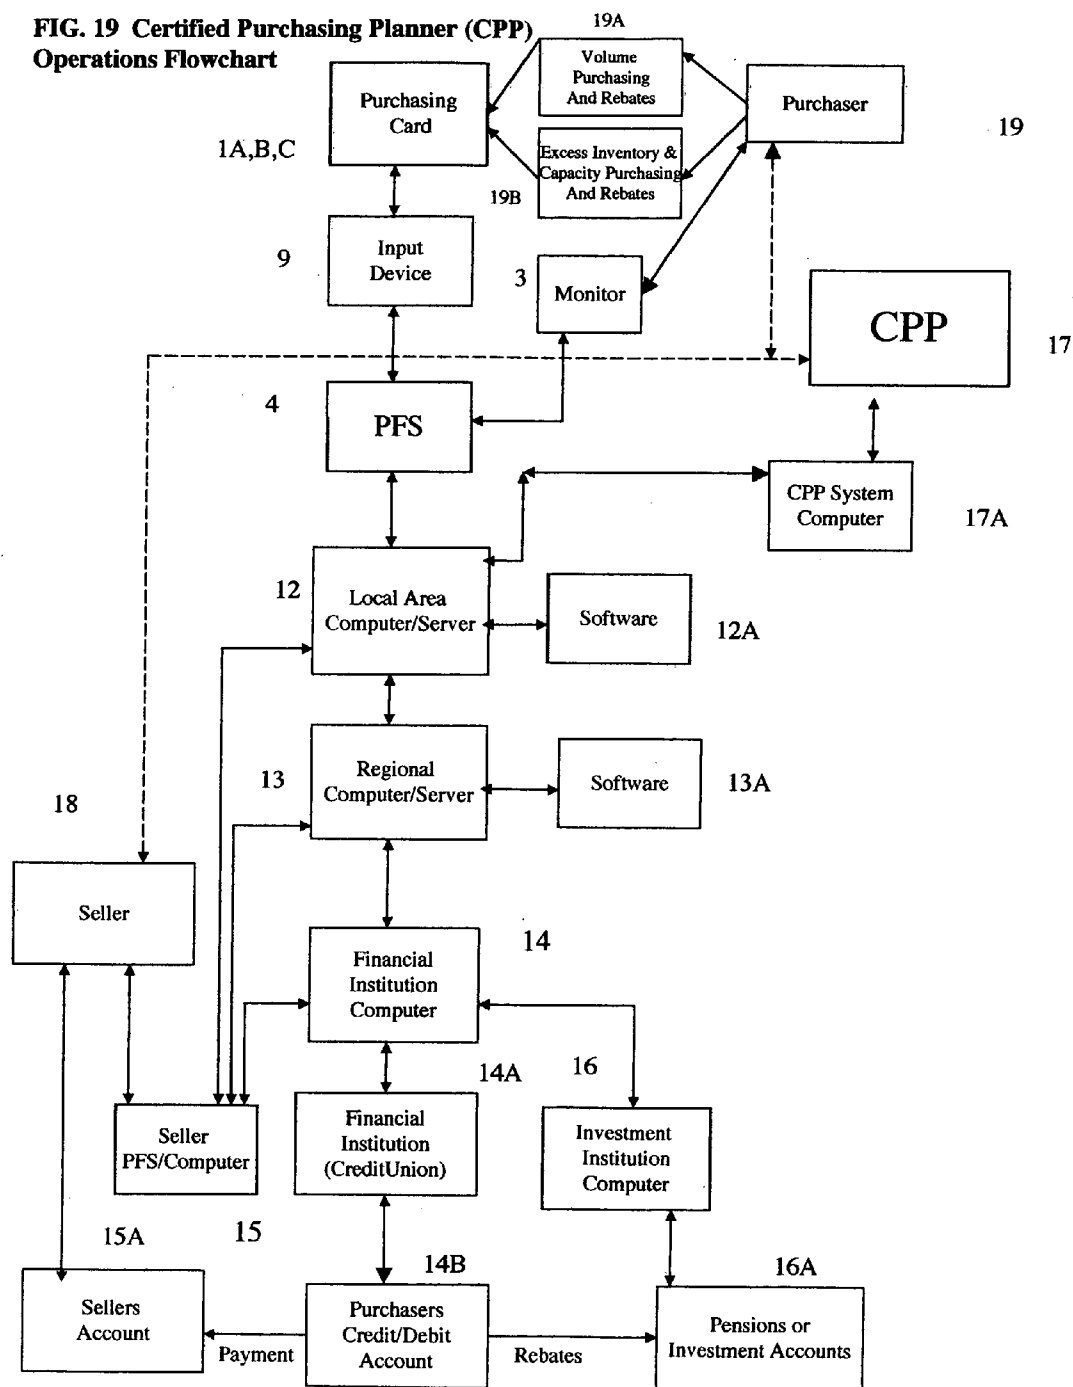 FIG. 19 Certified Purchasing Planner (CPP)
Operations Flowchart
19A
Volume
Purchasing
And Rebates
Purchasing
Card
Purchaser
19
1A,B,C
Excess Inventory &
Capacity Purchasing
And Rebates
19B
Input
Device
9
3
Monitor
CPP
17
4
PFS
CPP System
Computer
17A
12
Local Area
Computer/Server
Software
12A
13
Regional
Computer/Server
Software
13A
18
Seller
14
Financial
Institution
Computer
14A
16
Financial
Institution
(CreditUnion)
Investment
Institution
Computer
Seller
PFS/Computer
15
15A
14B
16A
Sellers
Account
Purchasers
Credit/Debit
Account
Pensions or
Investment Accounts
Payment
Rebates